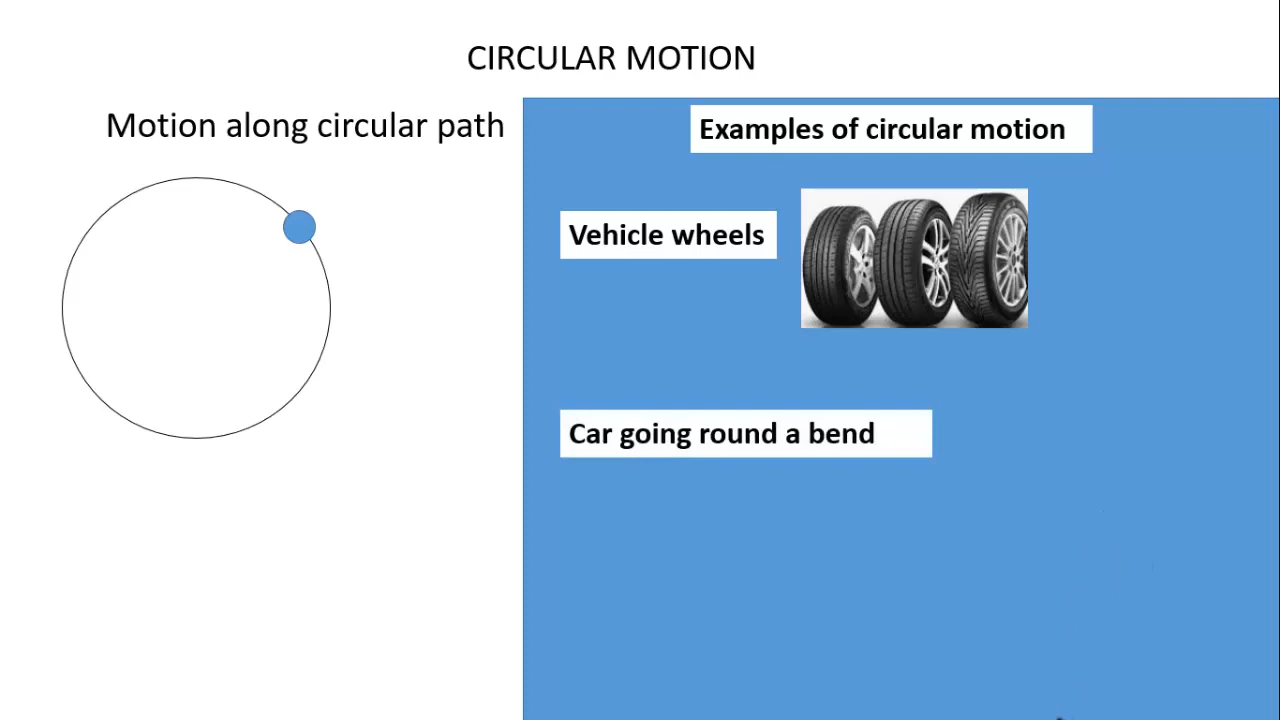 CIRCULAR MOTION
Motion along circular path
Examples of circular motion
Vehicle wheels
Car going round a bend